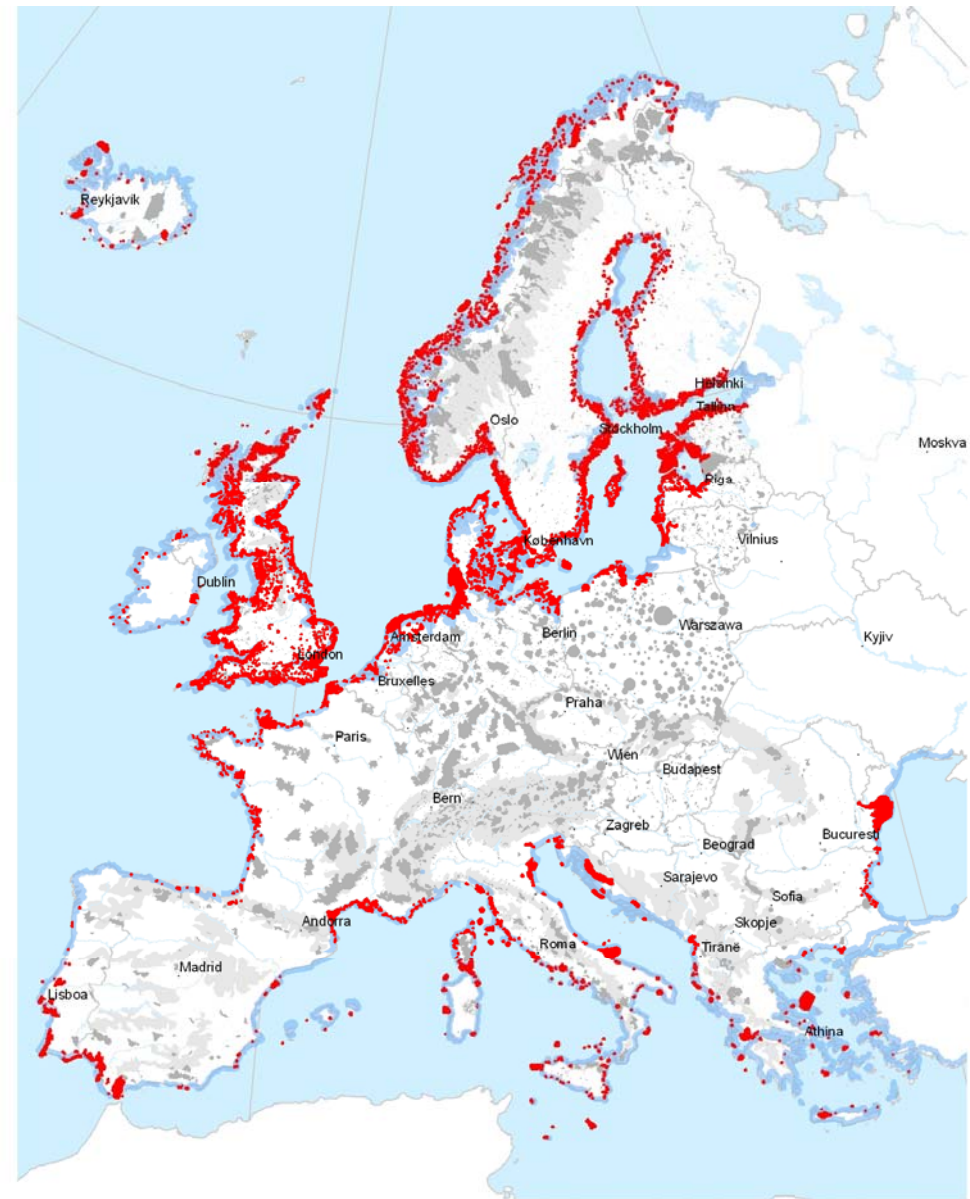 Reykjavík
Helsinki
Tallinn
Oslo
Stockholm
Moskva
Riga
København
Vilnius
Dublin
Amsterdam
Berlin
Warszawa
Kyjiv
London
Bruxelles
Praha
Paris
Wien
Budapest
Bern
Zagreb
Beograd
Bucuresti
Sarajevo
Sofia
Andorra
Skopje
Roma
Tiranë
Madrid
Lisboa
Athina